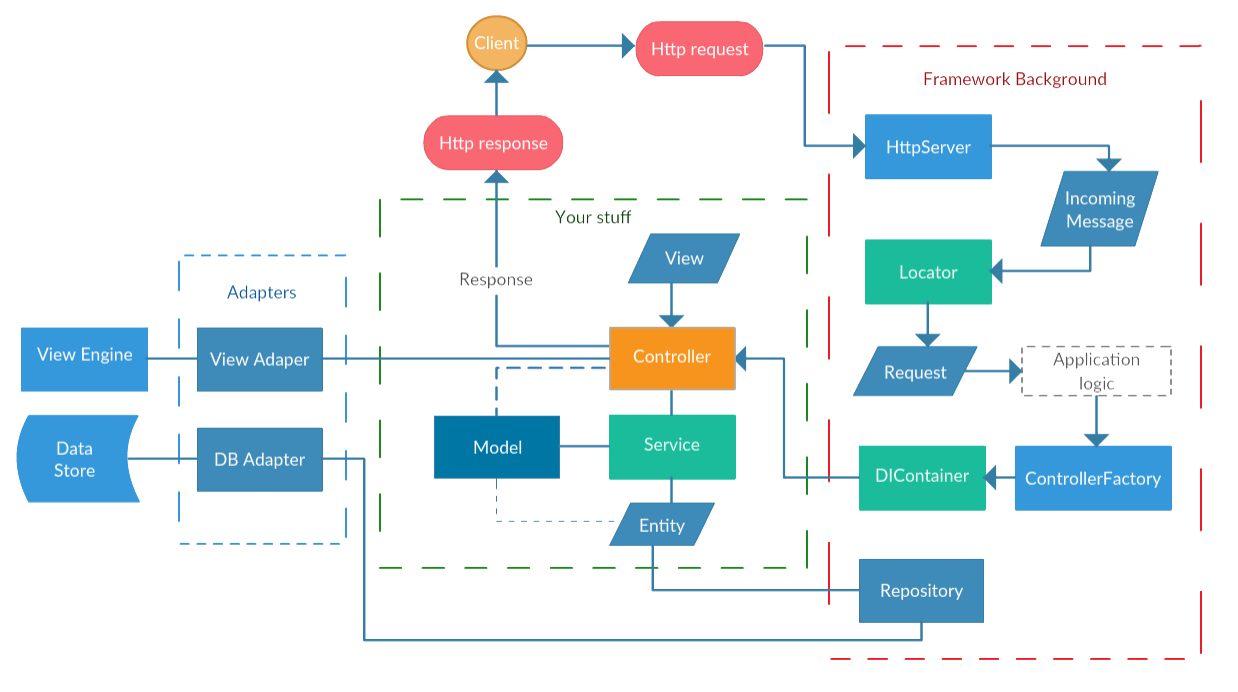 Client
Http request
Framework Background
Http response
HttpServer
Incoming
Message
Your stuff
View
Locator
Response
Adapters
View Engine
View Adaper
Controller
Request
Application
logic
Data
Store
DB Adapter
Model
Service
DIContainer
ControllerFactory
Entity
Repository